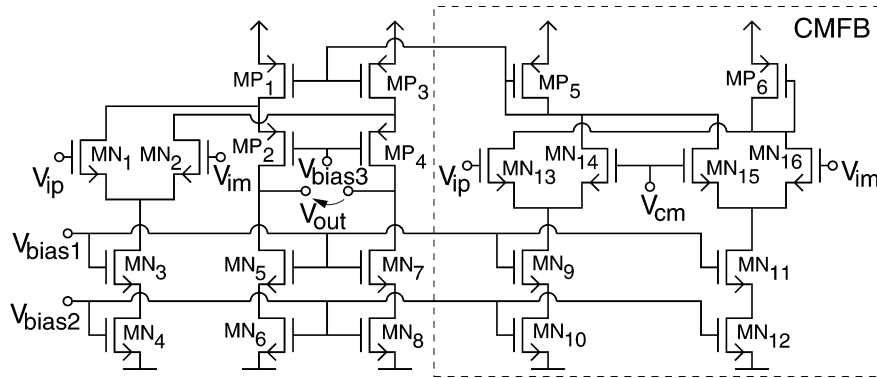 CMFB
MP1
MP3
MP5
MP6
MN1
MN2
MP2
MP4
MN13
MN14
MN15
MN16
Vip
Vim
Vbias3
Vip
Vim
Vout
Vcm
Vbias1
MN3
MN5
MN7
MN9
MN11
Vbias2
MN4
MN6
MN8
MN10
MN12